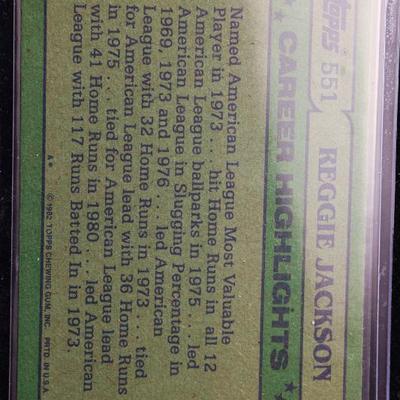 Topps 551 REGGIE JACKSON
CAREER HIGHLIGHTS
Named American League Most Valuable
Player in 1973 . . . hit Home Runs in all 12
American League ballparks in 1975 . . . led
American League in Slugging Percentage in
1969, 1973 and 1976 . . . led American
League with 32 Home Runs in 1973 . . . tied
for American League lead with 36 Home Runs
in 1975 . . . tied for American League lead
with 41 Home Runs in 1980 . . . led American
League with 117 Runs Batted In in 1973.
A* ©1982 TOPPS CHEWING GUM, INC. PRTD. IN U.S.A.